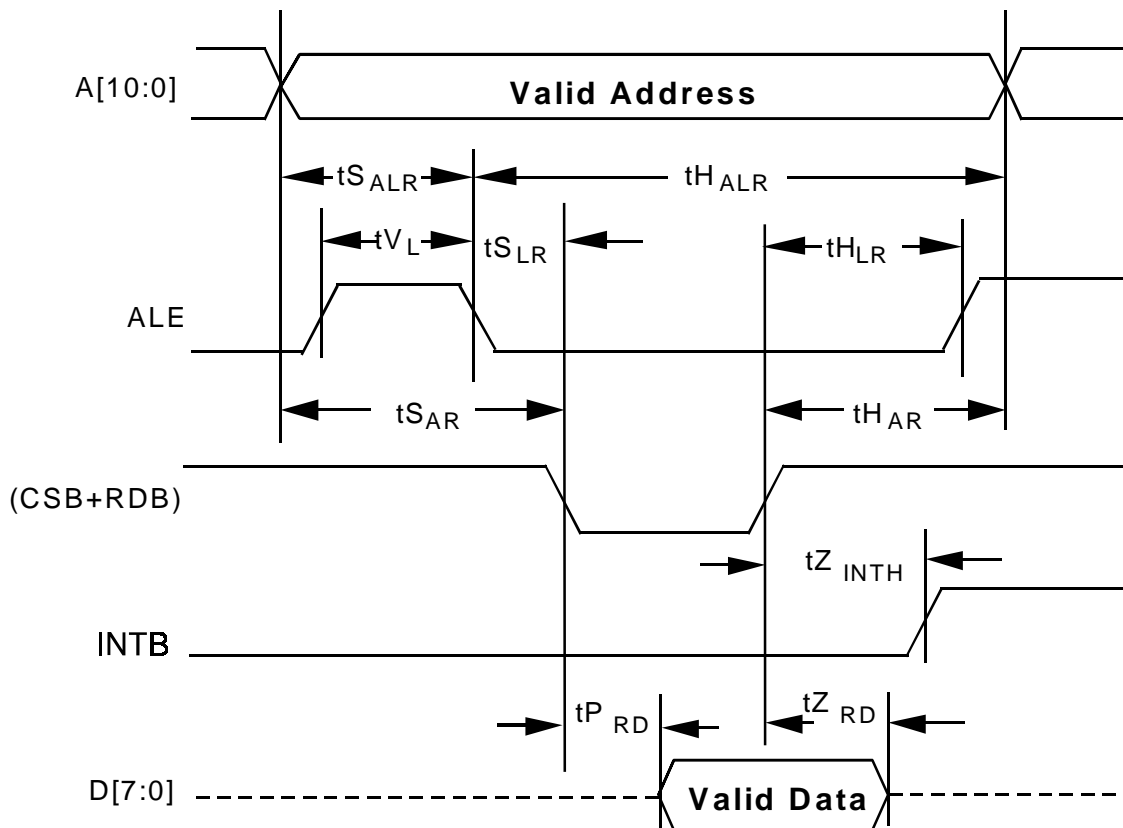 A[10:0]
Valid Address
tS ALR
tH ALR
tV L
tS LR
tH LR
ALE
tS AR
tH AR
(CSB+RDB)
tZ INTH
INTB
tP RD
tZ RD
D[7:0]
Valid Data